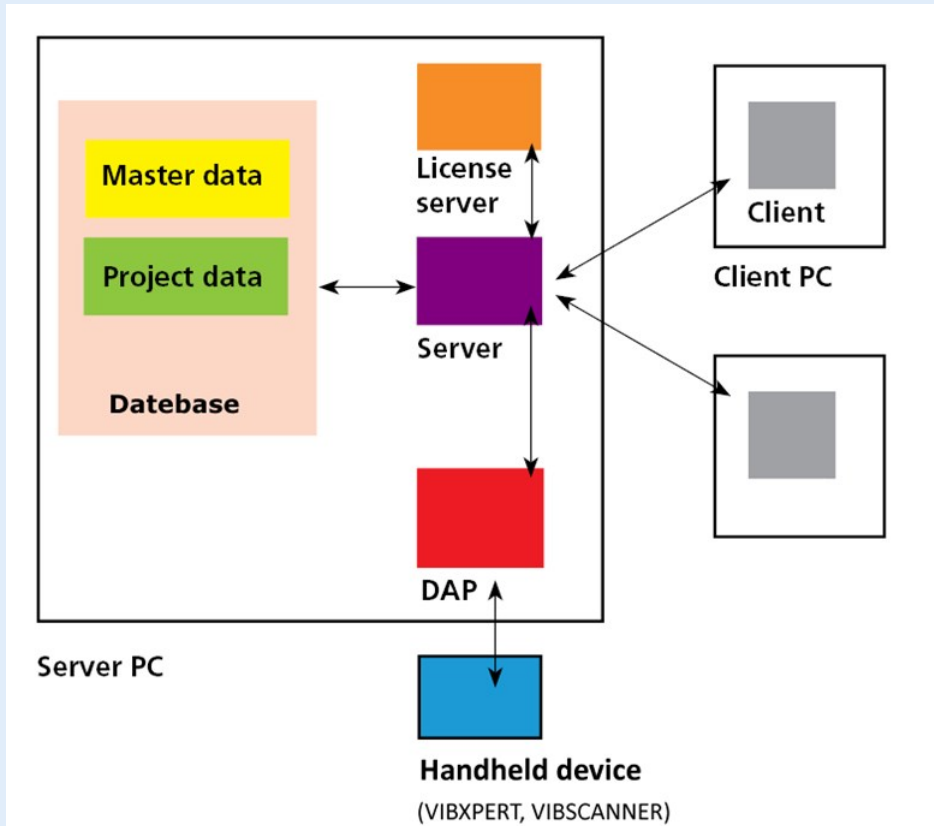 Master data
Project data
Datebase
License
server
Server
DAP
Server PC
Client
Client PC
Handheld device
(VIBXPERT, VIBSCANNER)